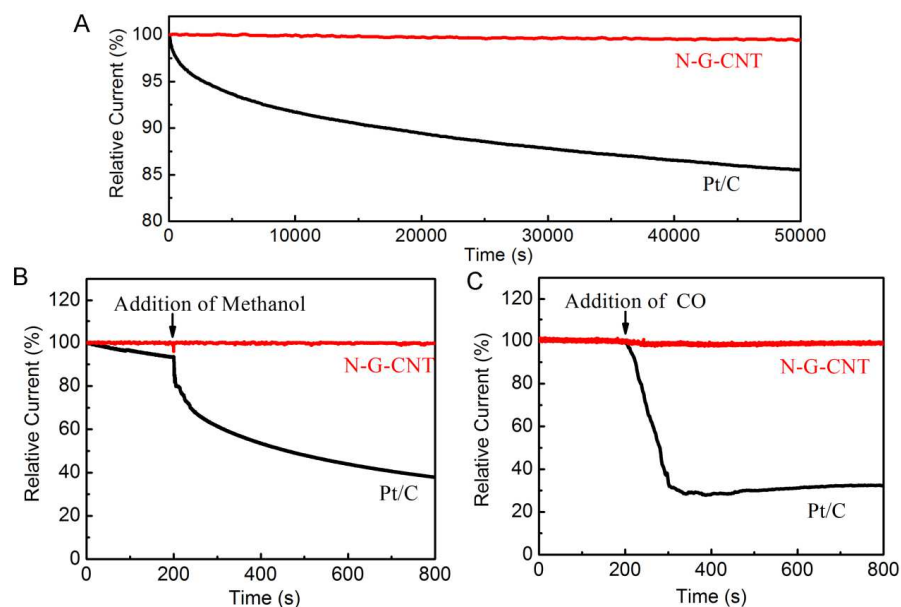 A
Relative Current (%)
100
95
90
85
80
N-G-CNT
Pt/C
0
10000
20000
30000
40000
50000
Time (s)
B
Relative Current (%)
120
100
80
60
40
20
0
Addition of Methanol
N-G-CNT
Pt/C
0
200
400
600
800
Time (s)
C
Relative Current (%)
120
100
80
60
40
20
0
Addition of CO
N-G-CNT
Pt/C
0
200
400
600
800
Time (s)